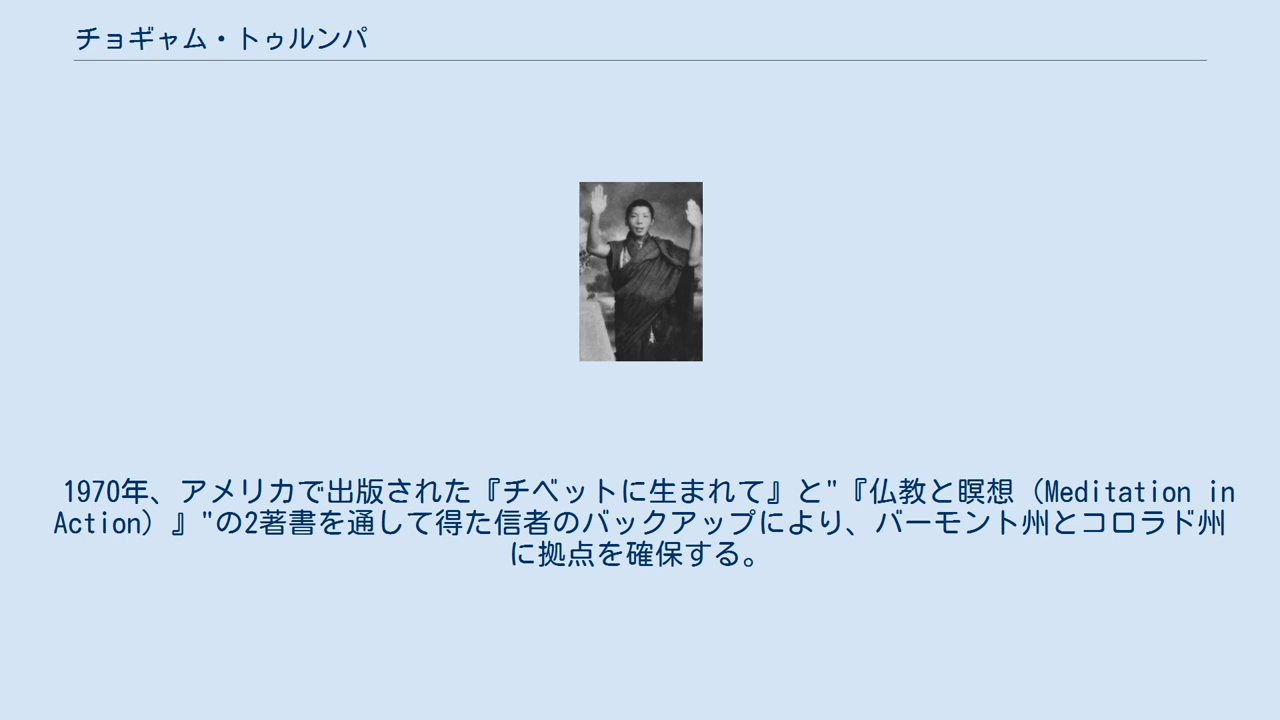 チョギャム・トゥルンパ
1970年、アメリカで出版された『チベットに生まれて』と"『仏教と瞑想（Meditation in
Action）』"の2著書を通して得た信者のバックアップにより、バーモント州とコロラド州
に拠点を確保する。